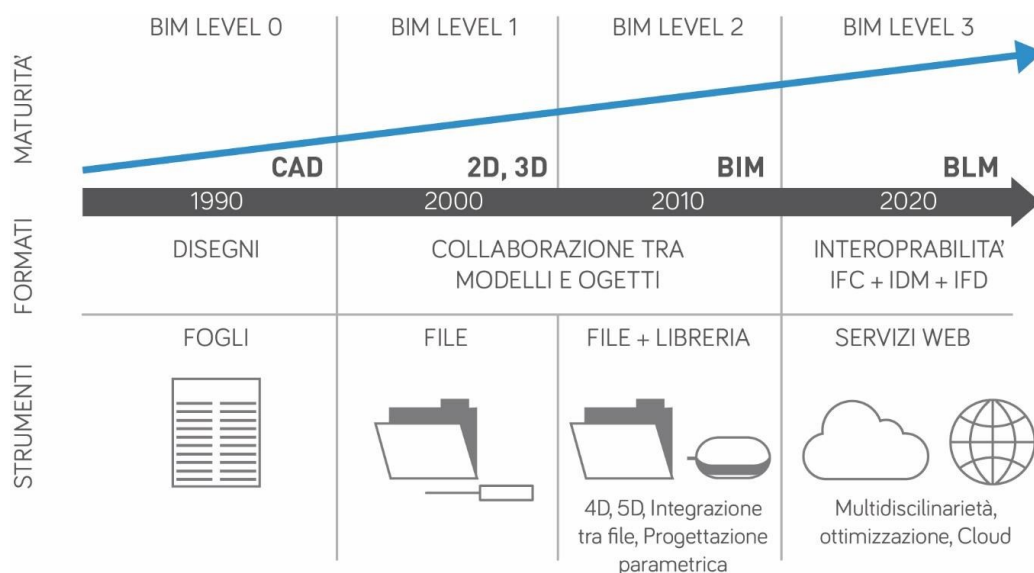 BIM LEVEL 0
BIM LEVEL 1
BIM LEVEL 2
BIM LEVEL 3
MATURITA'
CAD
2D, 3D
BIM
BLM
1990
2000
2010
2020
FORMATI
DISEGNI
COLLABORAZIONE TRA
MODELLI E OGETTI
INTEROPRABILITA'
IFC + IDM + IFD
STRUMENTI
FOGLI
FILE
FILE + LIBRERIA
SERVIZI WEB
4D, 5D, Integrazione
tra file, Progettazione
parametrica
Multidiscilinarietà,
ottimizzazione, Cloud